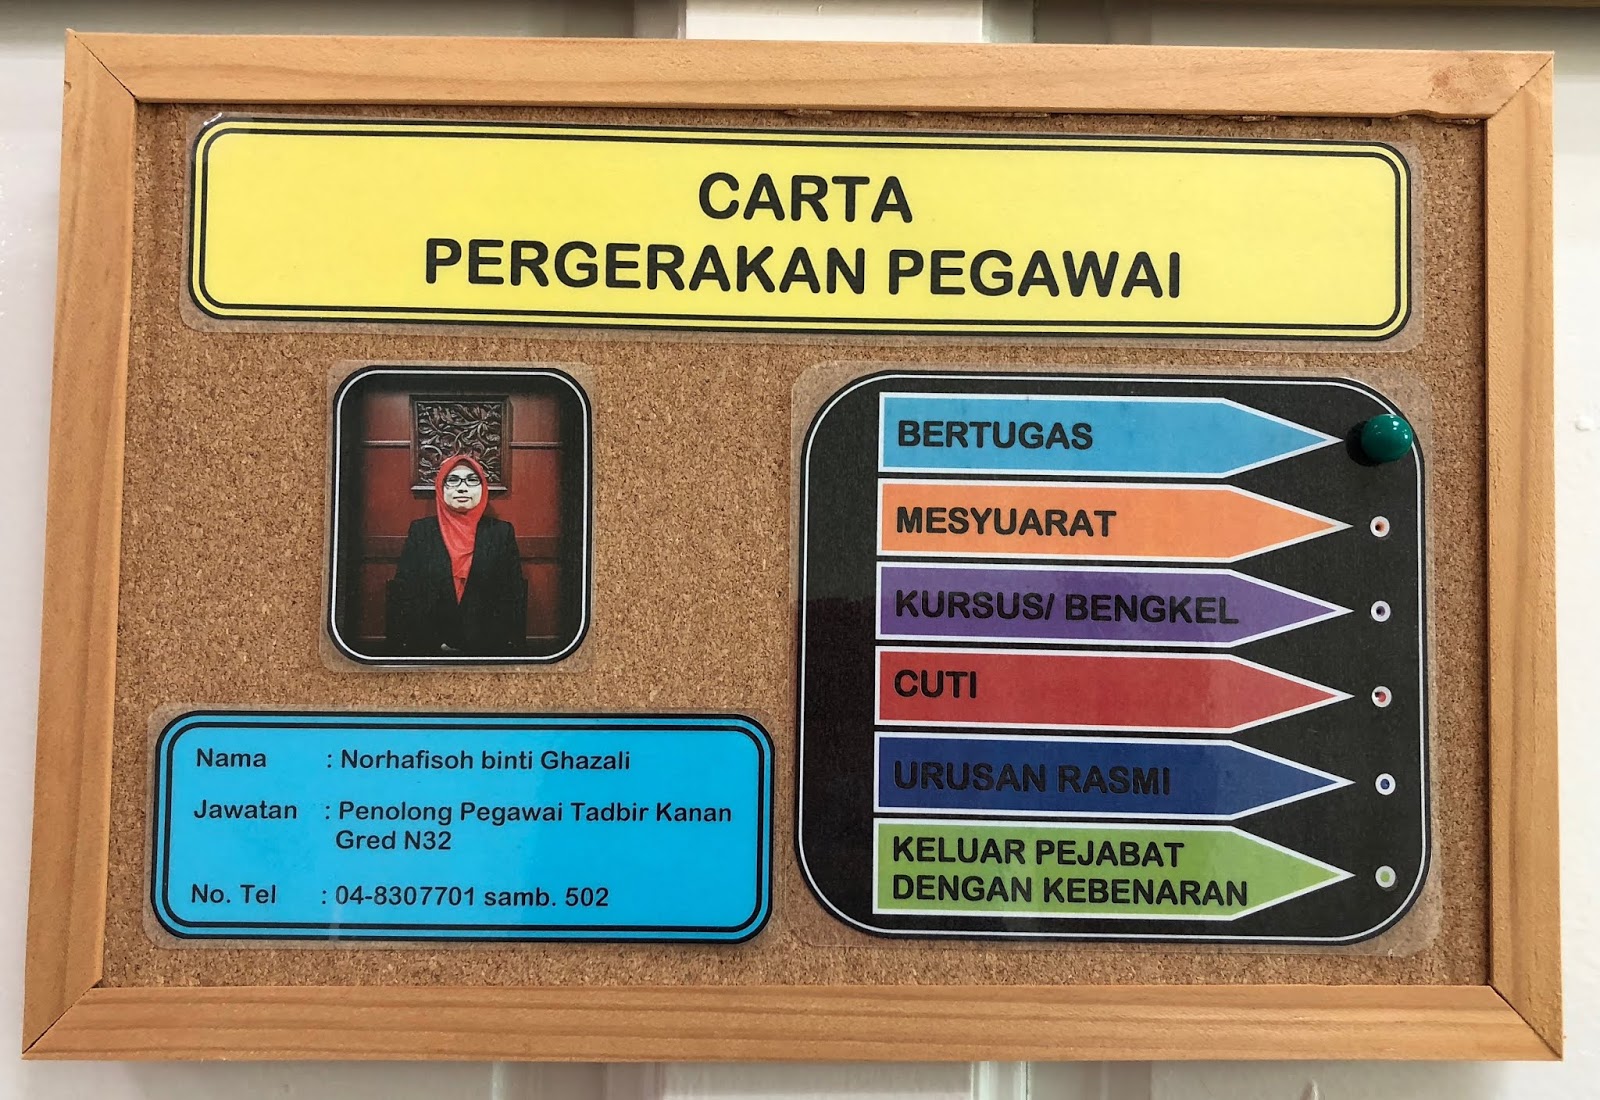 CARTA
PERGERAKAN PEGAWAI
Nama : Norhafisoh binti Ghazali
Jawatan : Penolong Pegawai Tadbir Kanan
Gred N32
No. Tel : 04-8307701 samb. 502
BERTUGAS
MESYUARAT
KURSUS/ BENGKEL
CUTI
URUSAN RASMI
KELUAR PEJABAT
DENGAN KEBENARAN